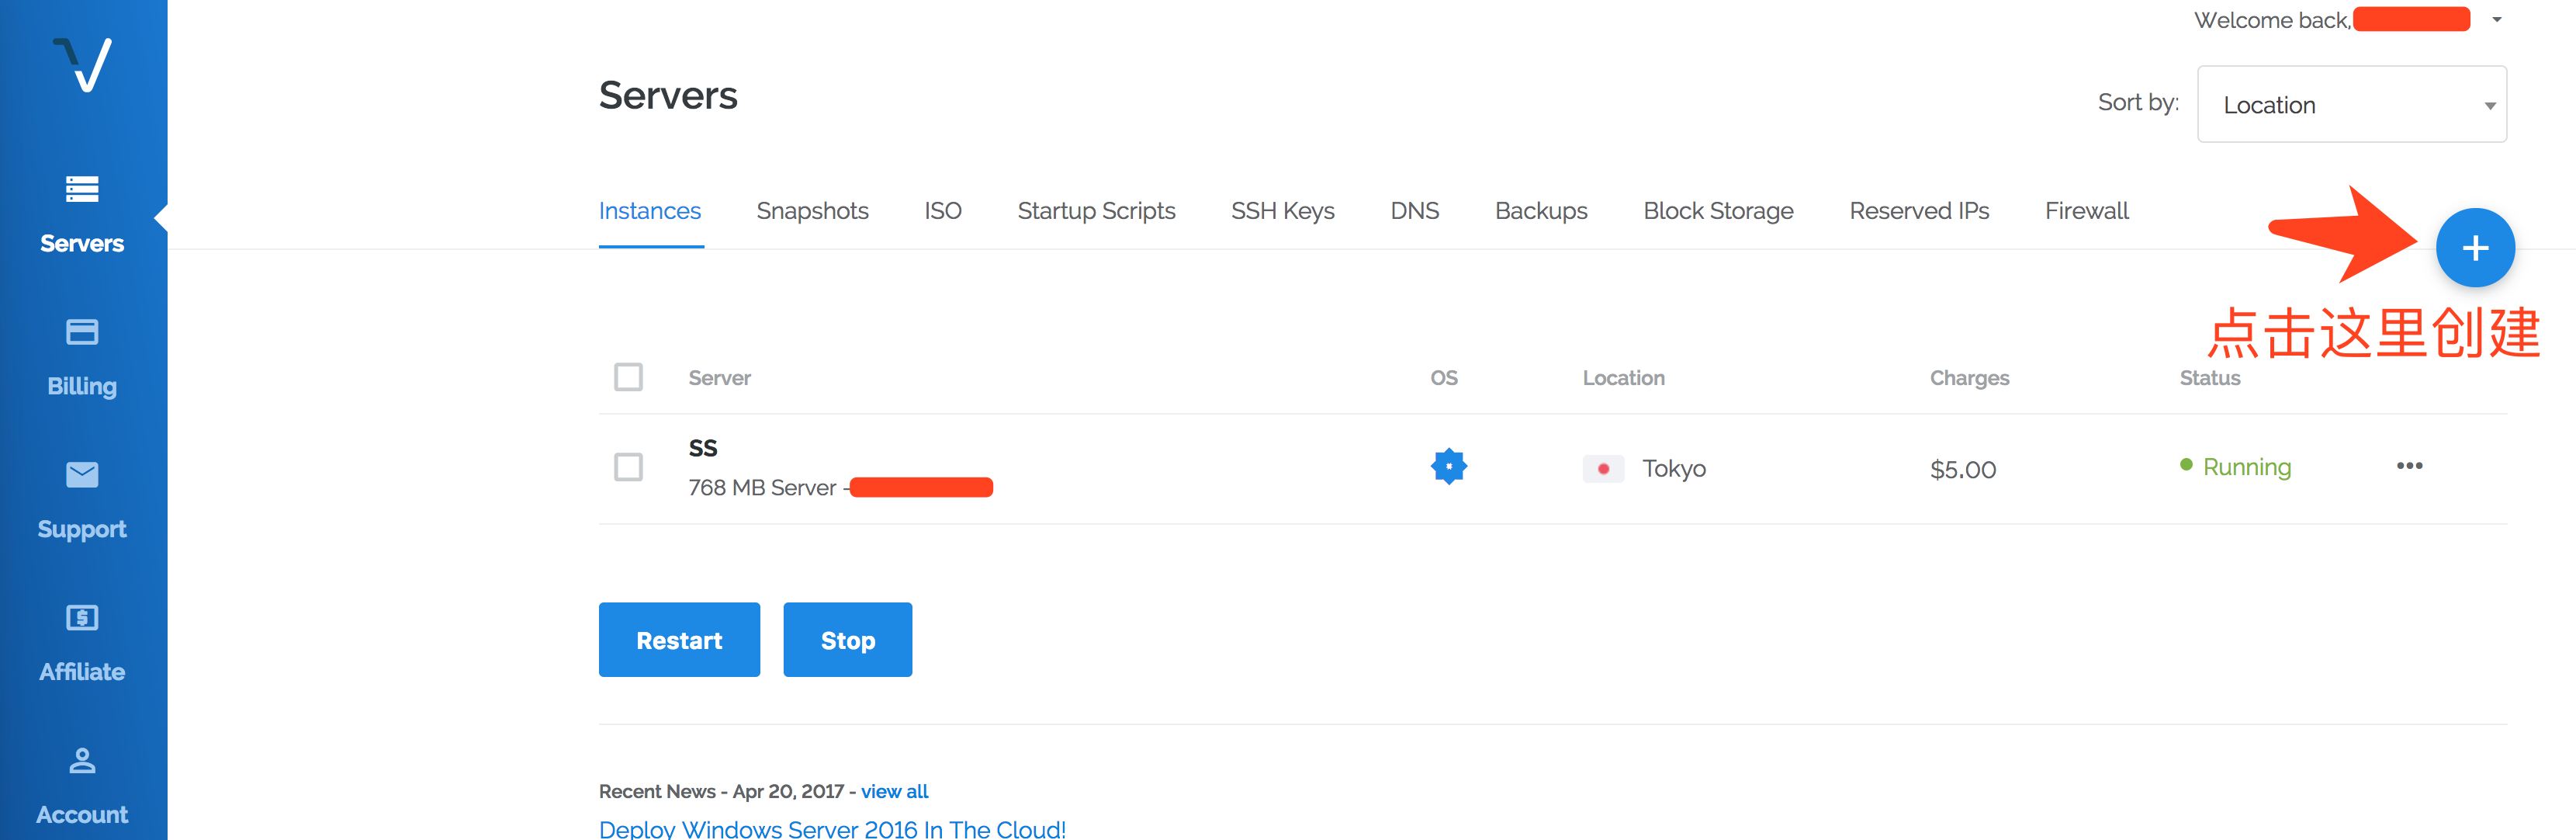 Welcome back,
Servers
Sort by:
Location
Instances
Snapshots
ISO
Startup Scripts
SSH Keys
DNS
Backups
Block Storage
Reserved IPs
Firewall
点击这里创建
Servers
Billing
Support
Affiliate
Account
Server
OS
Location
Charges
Status
SS
768 MB Server -
Tokyo
$5.00
Running
Restart
Stop
Recent News - Apr 20, 2017 - view all
Deploy Windows Server 2016 In The Cloud!